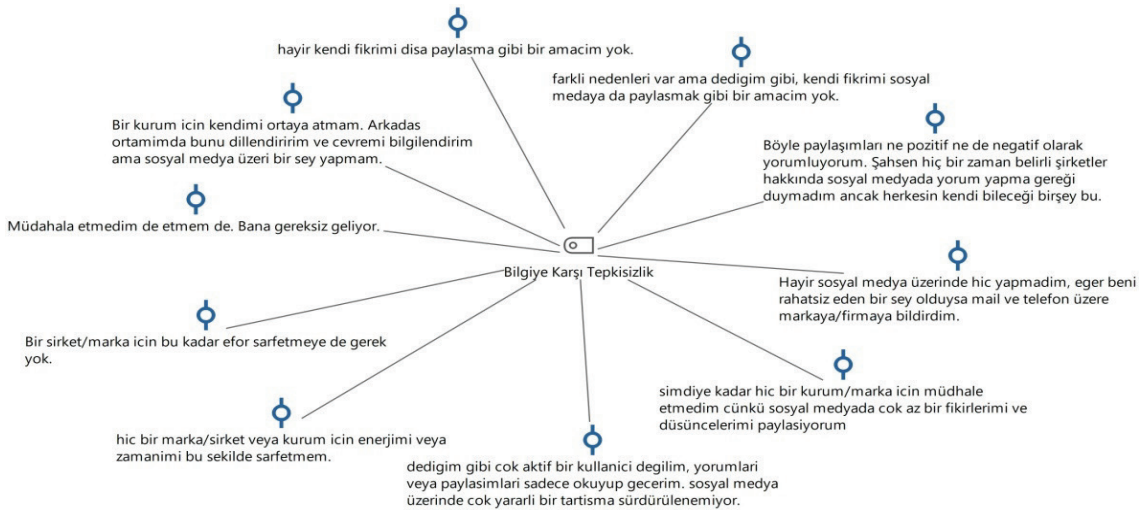 hayir kendi fikrimi disa paylasma gibi bir amacim yok.
farkli nedenleri var ama dedigim gibi, kendi fikrimi sosyal
medaya da paylasmak gibi bir amacim yok.
Bir kurum icin kendimi ortaya atmam. Arkadas
ortamimda bunu dillendiririm ve cevremi bilgilendirim
ama sosyal medya üzeri bir sey yapmam.
Böyle paylaşımları ne pozitif ne de negatif olarak
yorumluyorum. Şahsen hiç bir zaman belirli şirketler
hakkında sosyal medyada yorum yapma gereği
duymadım ancak herkesin kendi bileceği birşey bu.
Müdahala etmedim de etmem de. Bana gereksiz geliyor.
Bilgiye Karşı Tepkisizlik
Hayir sosyal medya üzerinde hic yapmadim, eger beni
rahatsiz eden bir sey olduysa mail ve telefon üzere
markaya/firmaya bildirdim.
Bir sirket/marka icin bu kadar efor sarfetmeye de gerek
yok.
simdiye kadar hic bir kurum/marka icin müdhale
etmedim cünkü sosyal medyada cok az bir fikirlerimi ve
düsüncelerimi paylasiyorum
hic bir marka/sirket veya kurum icin enerjimi veya
zamanimi bu sekilde sarfetmem.
dedigim gibi cok aktif bir kullanici degilim, yorumlari
veya paylasimlari sadece okuyup gecerim. sosyal medya
üzerinde cok yararli bir tartisma sürdürülenemiyor.